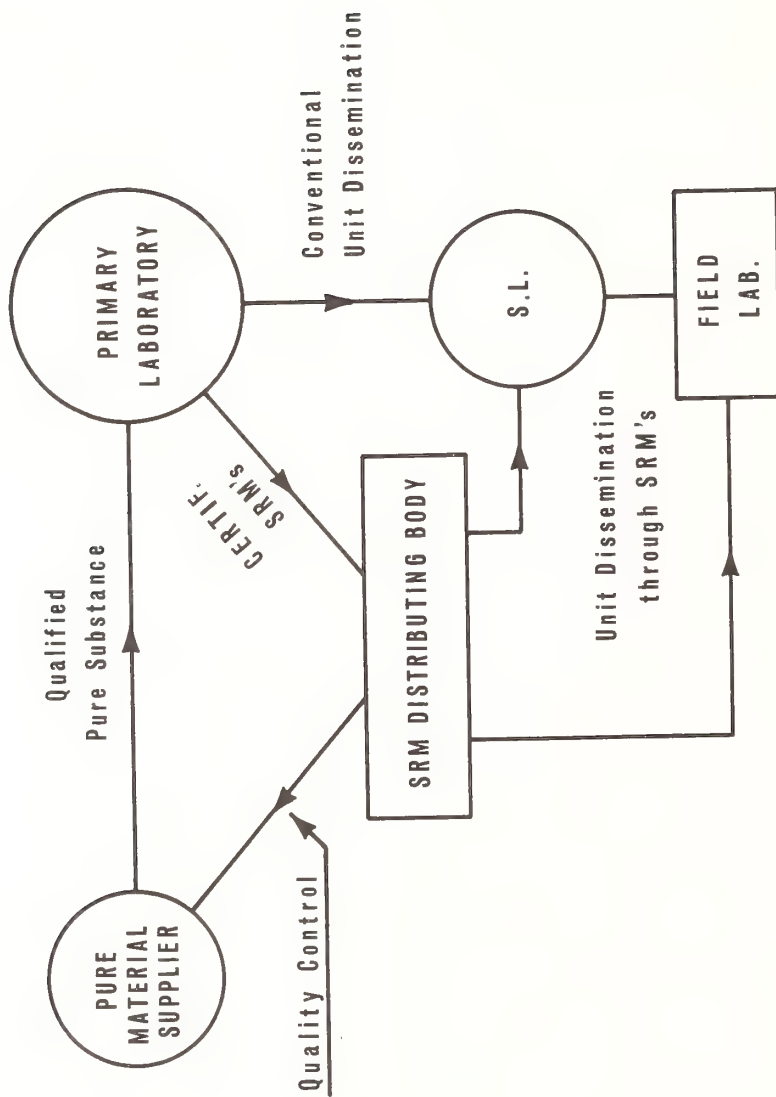 PURE
MATERIAL
SUPPLIER
Qualified
Pure Substance
PRIMARY
LABORATORY
Quality Control
CERTIF.
SRM's
Conventional
Unit Dissemination
SRM DISTRIBUTING BODY
S.L.
Unit Dissemination
through SRM's
FIELD
LAB.